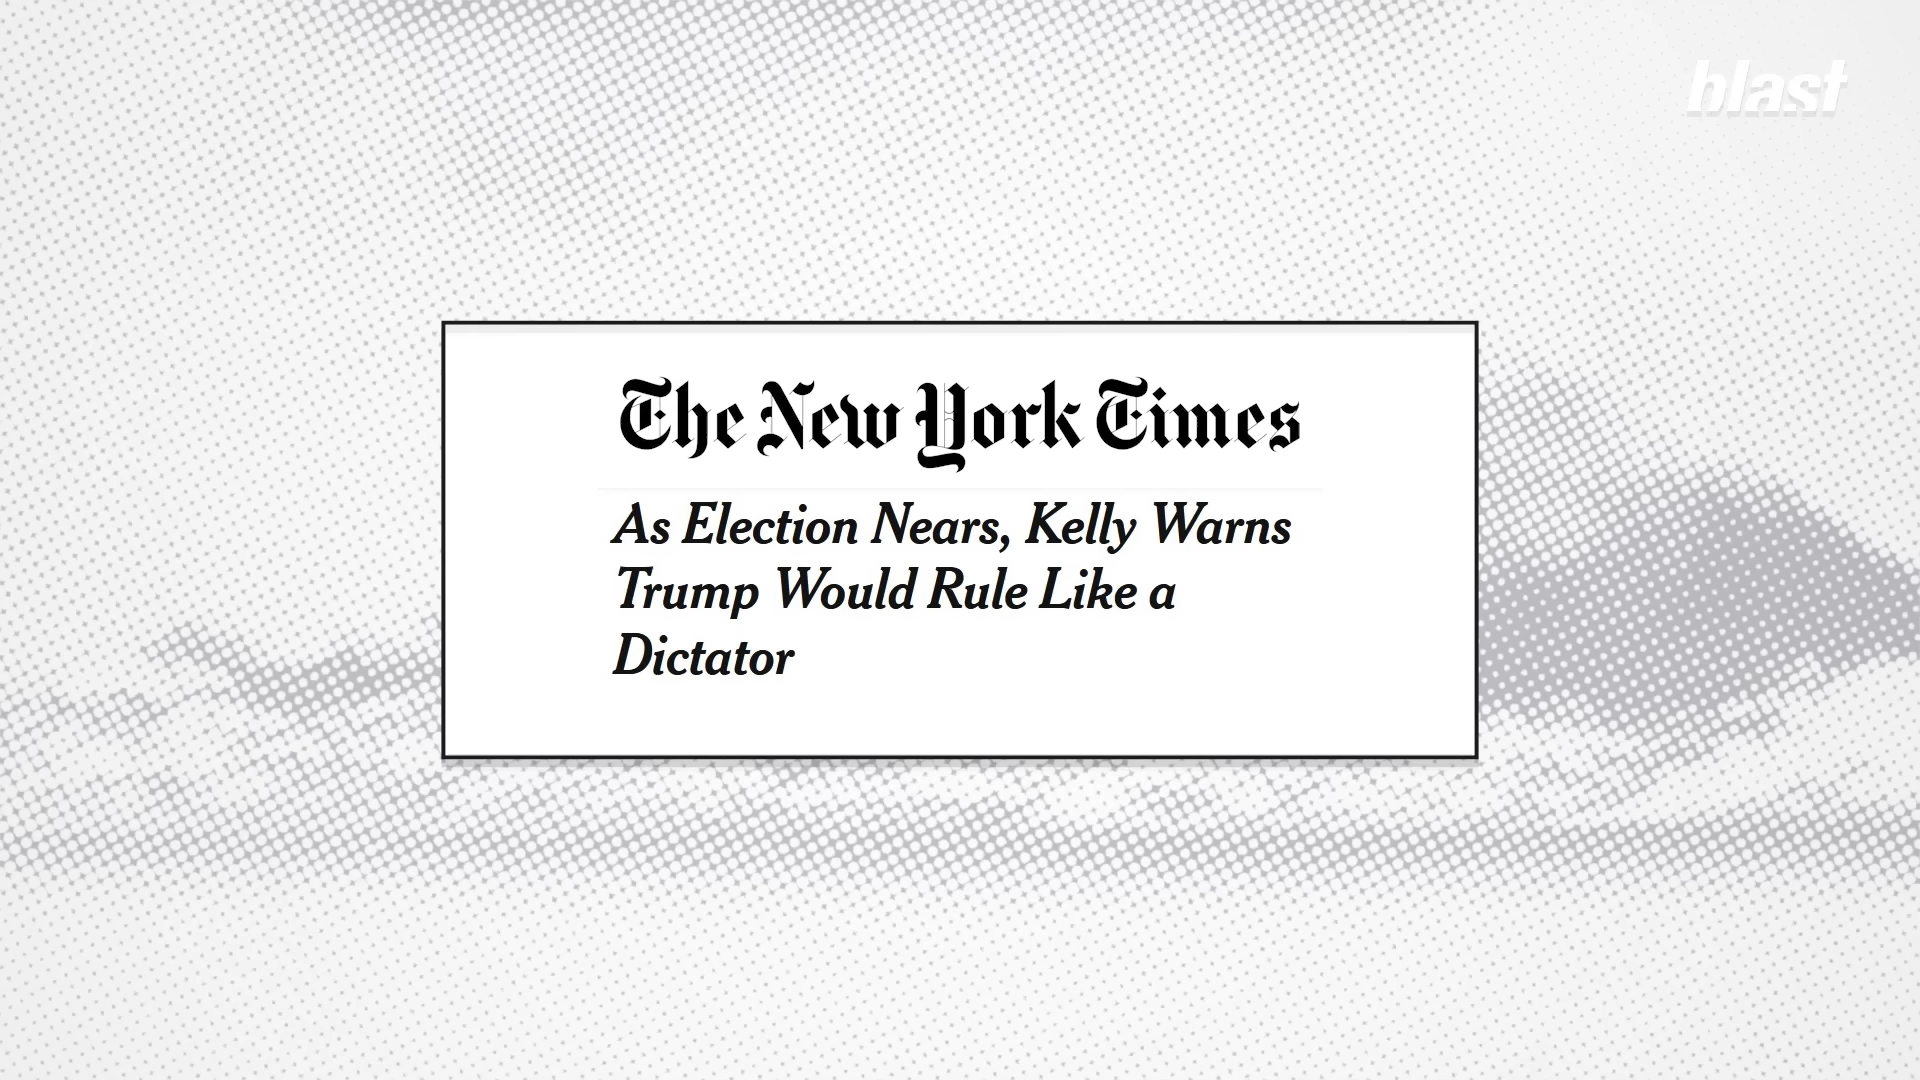 blast
The New York Times
As Election Nears, Kelly Warns
Trump Would Rule Like a
Dictator